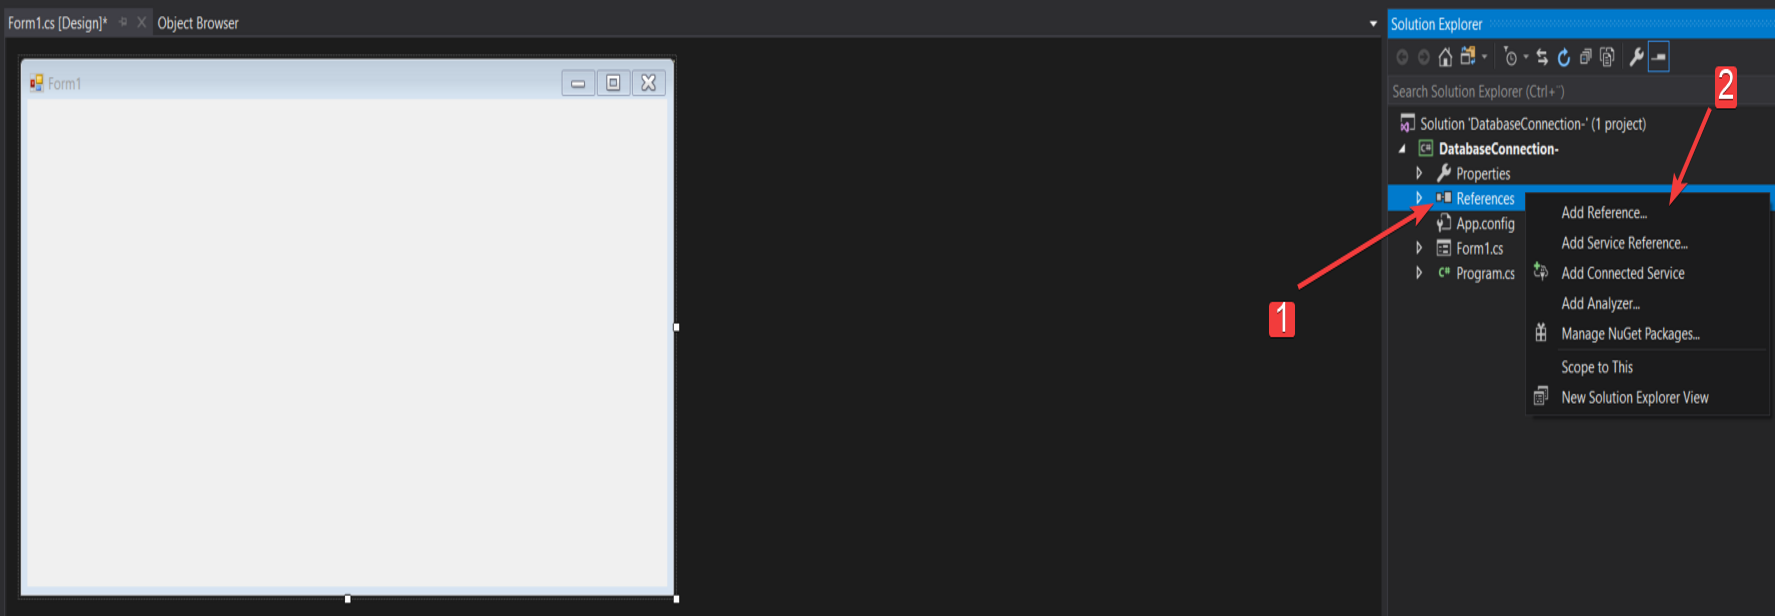 Form1.cs [Design]*
Object Browser
Solution Explorer
Form1
Search Solution Explorer (Ctrl+¨)
2
Solution 'DatabaseConnection-' (1 project)
C# DatabaseConnection-
Properties
References
App.config
Form1.cs
C# Program.cs
Add Reference...
Add Service Reference...
Add Connected Service
Add Analyzer...
Manage NuGet Packages...
Scope to This
New Solution Explorer View
1